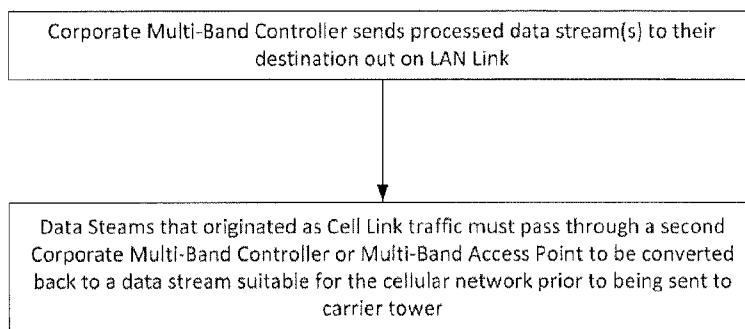 Corporate Multi-Band Controller sends processed data stream(s) to their
destination out on LAN Link
Data Steams that originated as Cell Link traffic must pass through a second
Corporate Multi-Band Controller or Multi-Band Access Point to be converted
back to a data stream suitable for the cellular network prior to being sent to
carrier tower